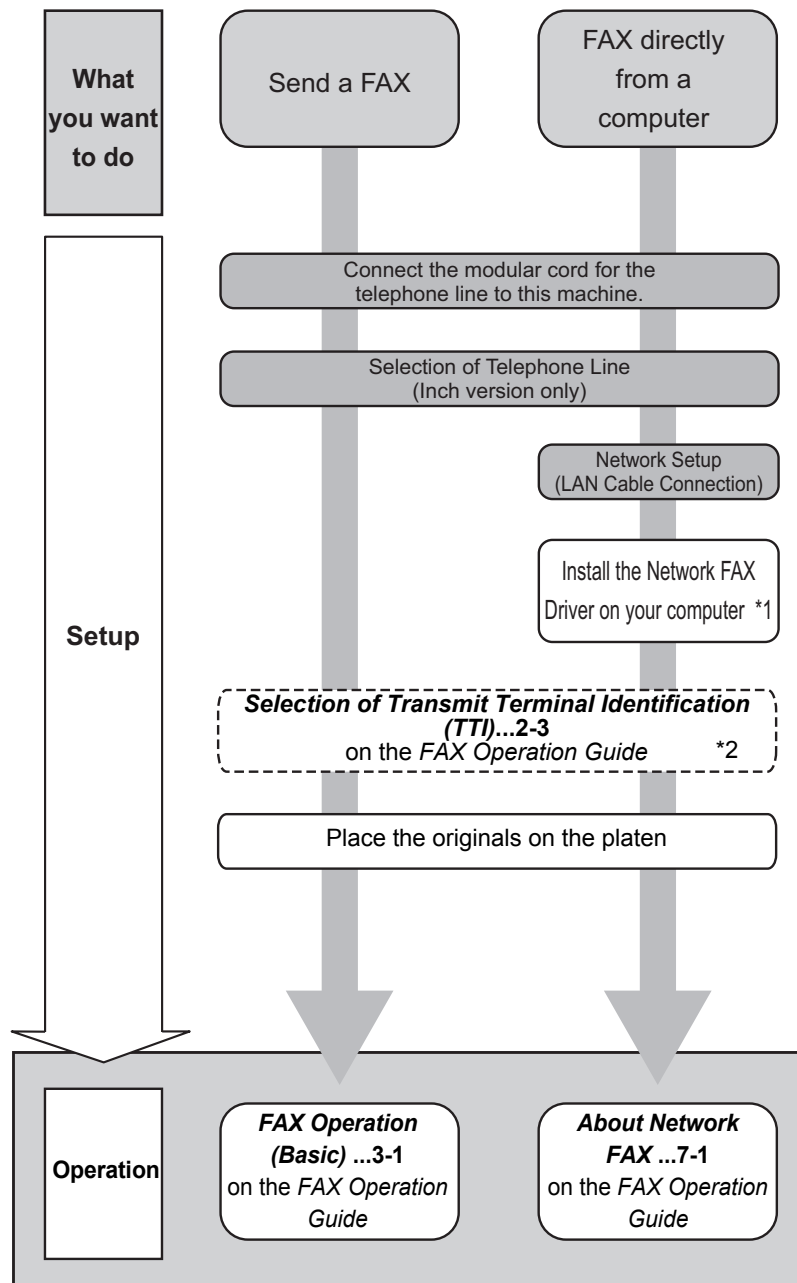 What
you want
to do
Send a FAX
FAX directly
from a
computer
Connect the modular cord for the
telephone line to this machine.
Selection of Telephone Line
(Inch version only)
Network Setup
(LAN Cable Connection)
Install the Network FAX
Driver on your computer *1
Setup
Selection of Transmit Terminal Identification
(TTI)...2-3
on the FAX Operation Guide *2
Place the originals on the platen
Operation
FAX Operation
(Basic) ...3-1
on the FAX Operation
Guide
About Network
FAX ...7-1
on the FAX Operation
Guide